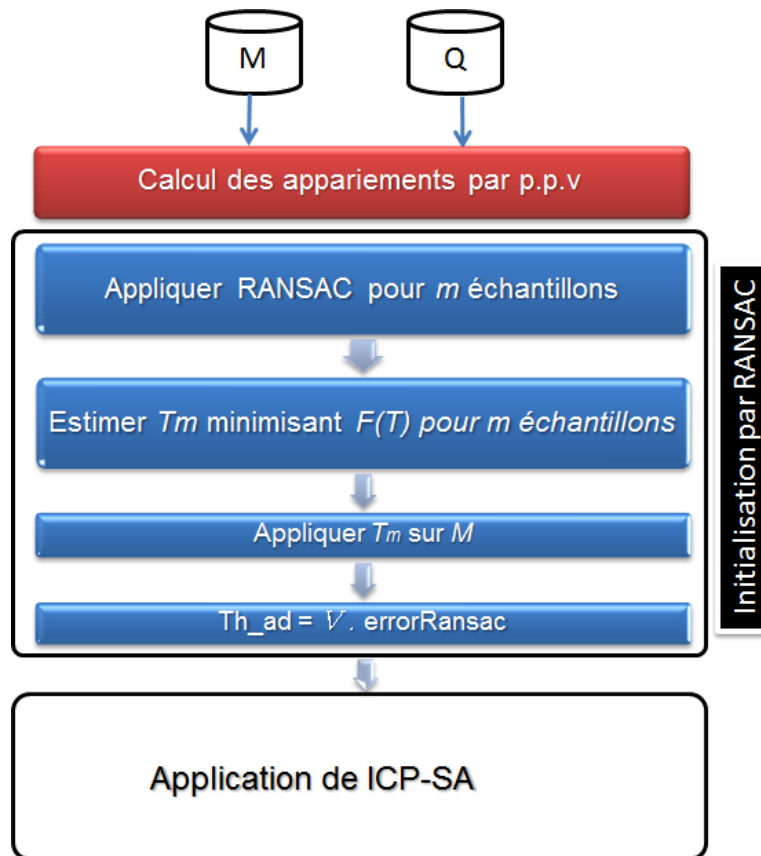 M
Q
Calcul des appariements par p.p.v
Appliquer RANSAC pour m échantillons
Estimer Tm minimisant F(T) pour m échantillons
Appliquer Tm sur M
Th_ad = V . errorRansac
Initialisation par RANSAC
Application de ICP-SA